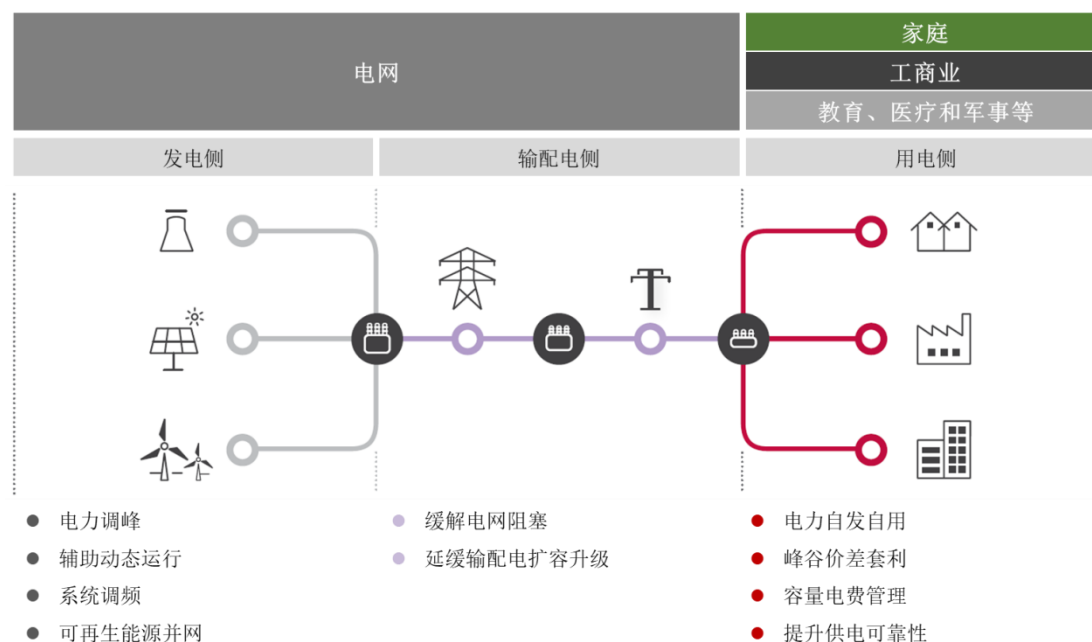 电网
家庭
工商业
教育、医疗和军事等
发电侧
输配电侧
用电侧
电力调峰
辅助动态运行
系统调频
可再生能源并网
缓解电网阻塞
延缓输配电扩容升级
电力自发自用
峰谷价差套利
容量电费管理
提升供电可靠性